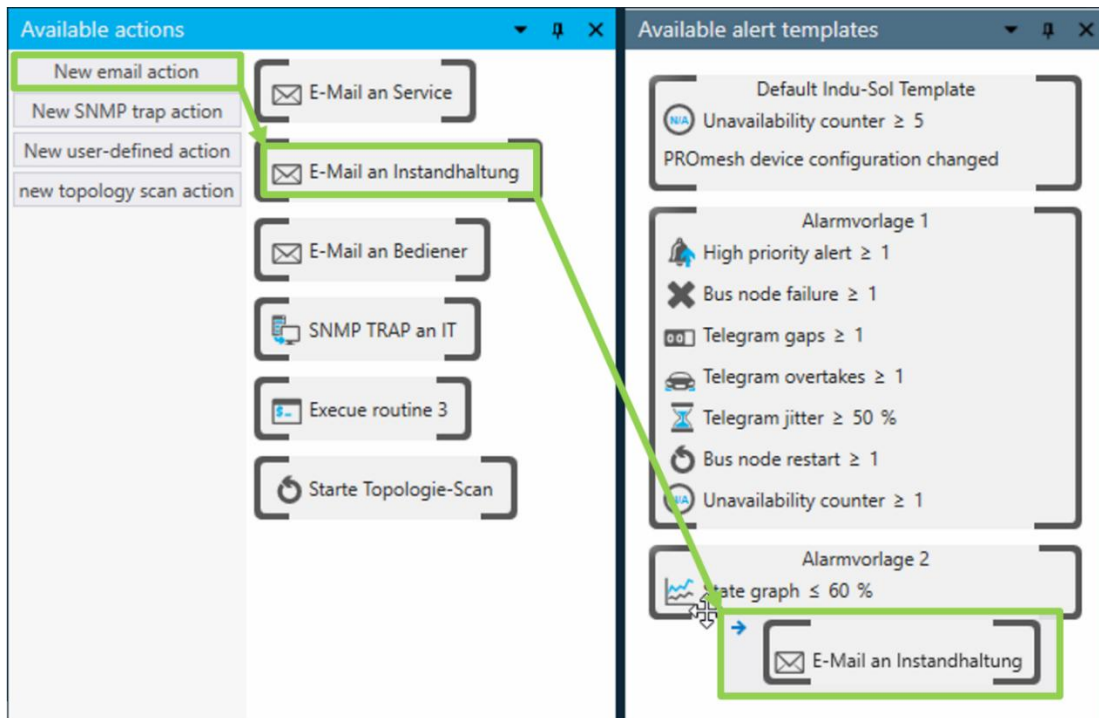 Available actions
New email action
New SNMP trap action
New user-defined action
new topology scan action
E-Mail an Service
E-Mail an Instandhaltung
E-Mail an Bediener
SNMP TRAP an IT
$_ Execue routine 3
Starte Topologie-Scan
Available alert templates
Default Indu-Sol Template
N/A Unavailability counter ≥ 5
PROmesh device configuration changed
Alarmvorlage 1
High priority alert ≥ 1
Bus node failure ≥ 1
Telegram gaps ≥ 1
Telegram overtakes ≥ 1
Telegram jitter ≥ 50 %
Bus node restart ≥ 1
N/A Unavailability counter ≥ 1
Alarmvorlage 2
State graph ≤ 60 %
E-Mail an Instandhaltung